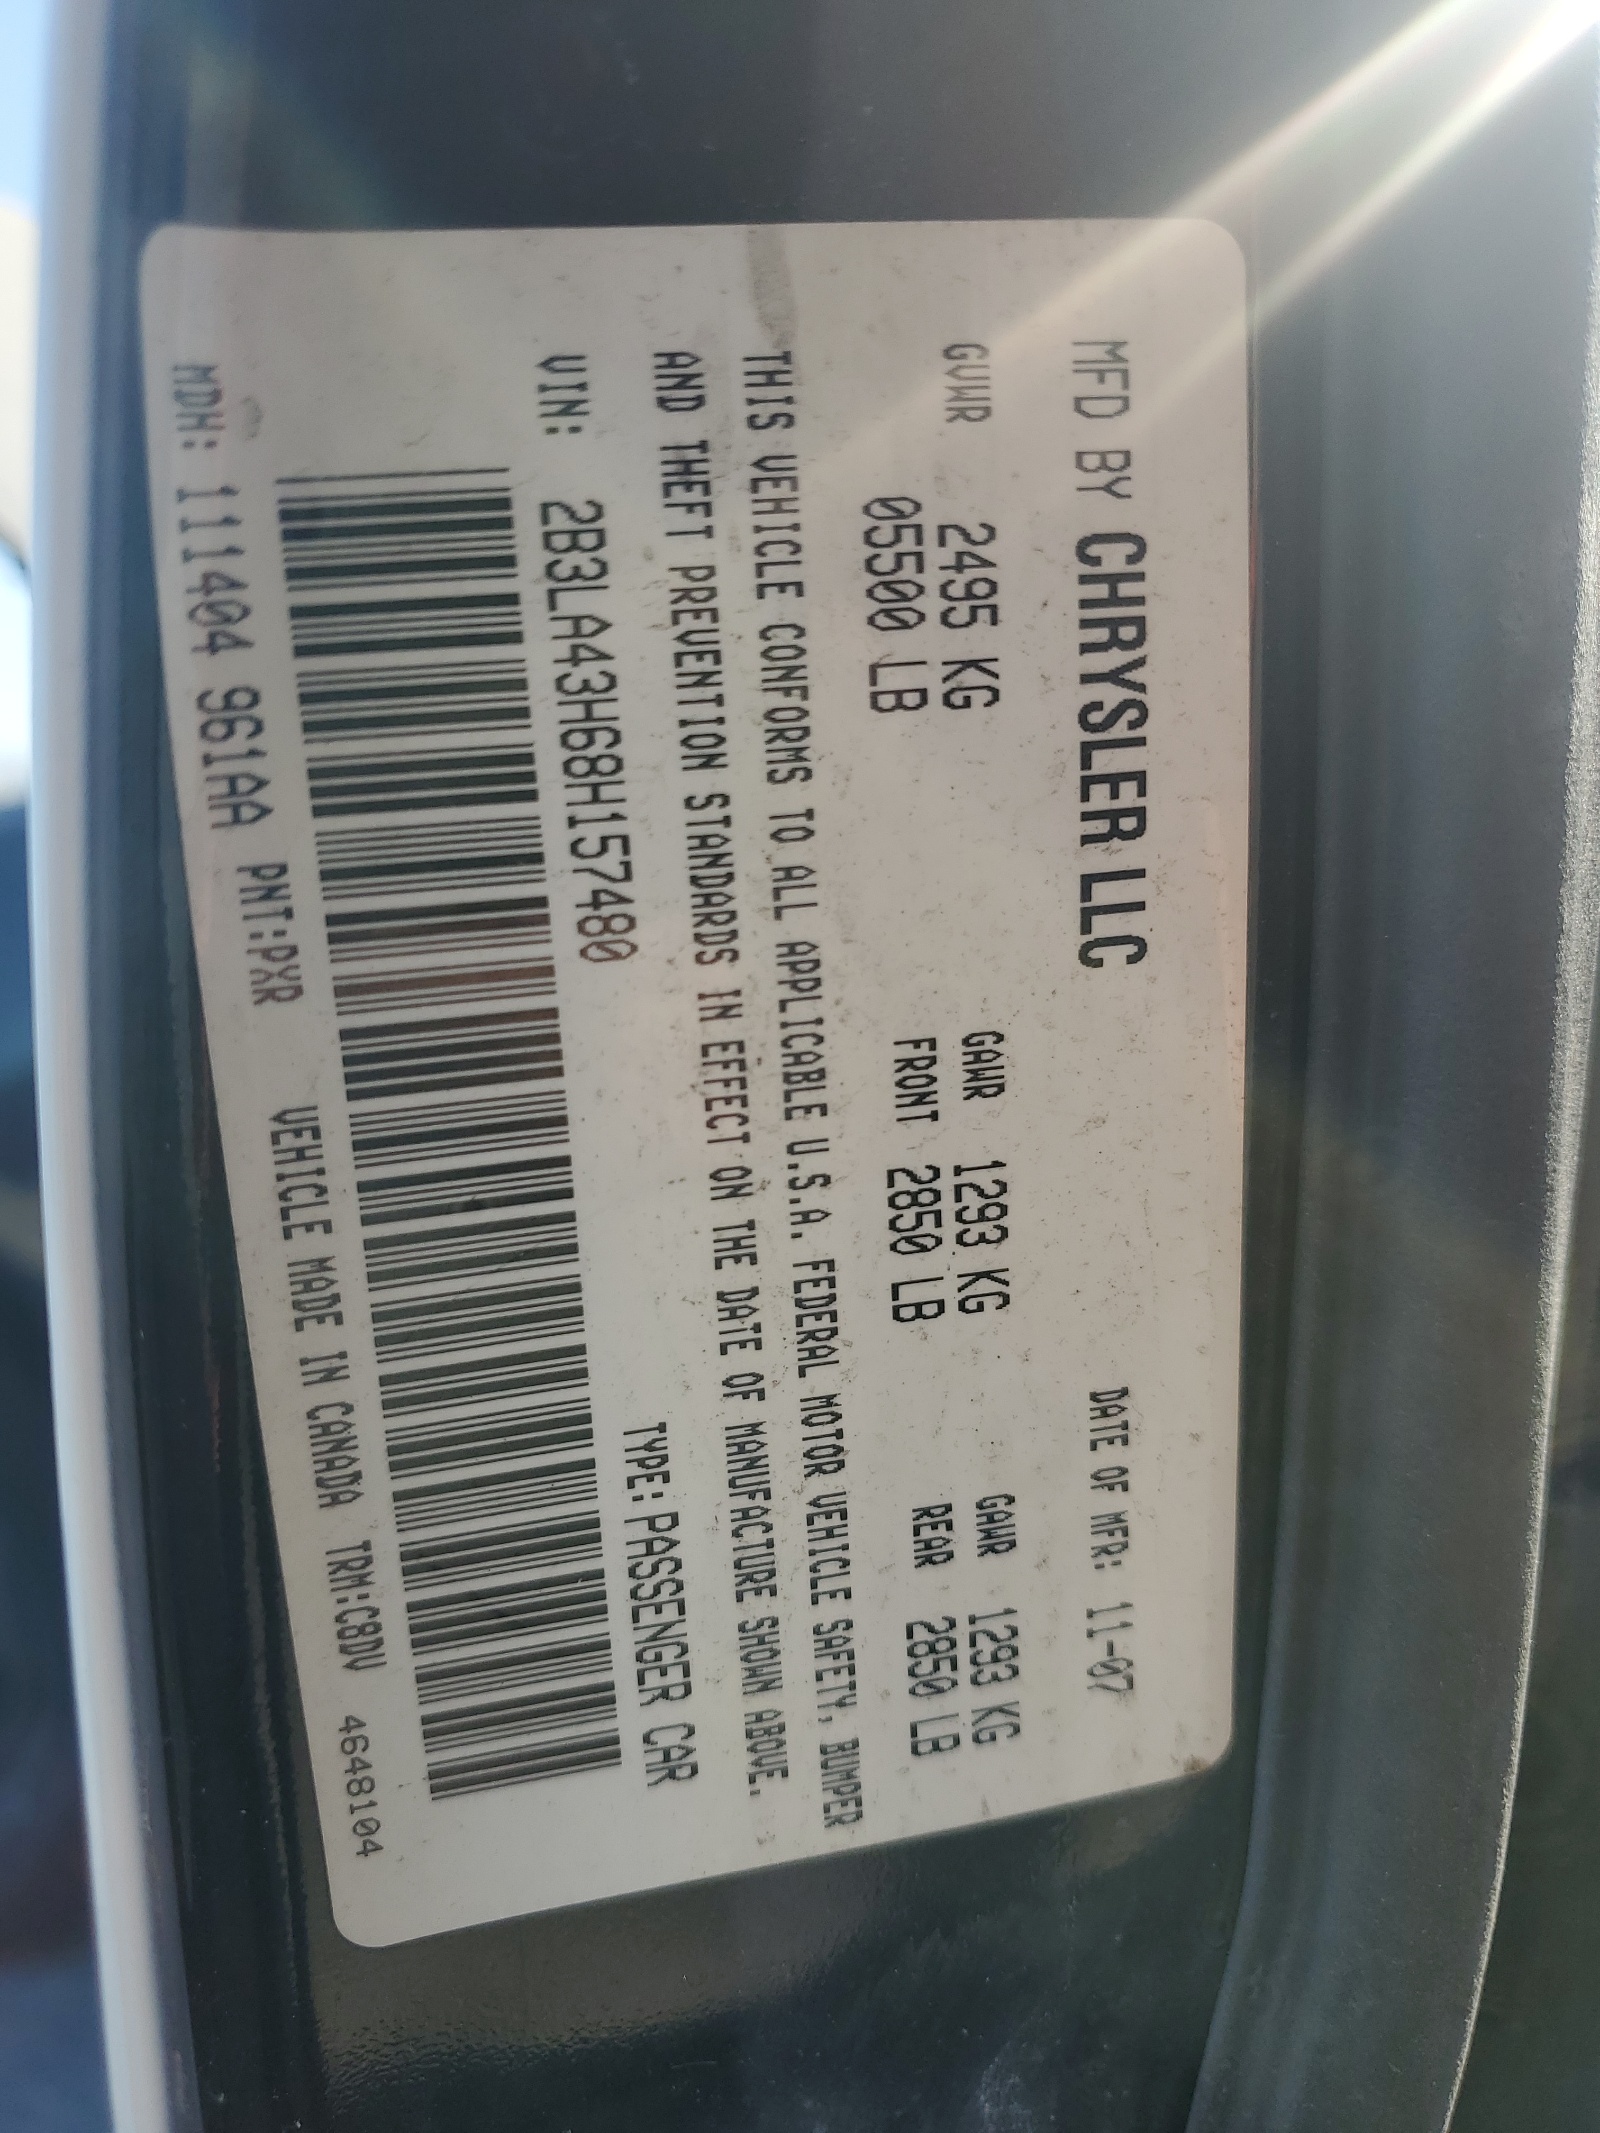 MFD BY CHRYSLER LLC DATE OF MFR: 11-07
GVWR 2495 KG GAWR 1293 KG GAWR 1293 KG
05500 LB FRONT 2850 LB REAR 2850 LB
THIS VEHICLE CONFORMS TO ALL APPLICABLE U.S.A. FEDERAL MOTOR VEHICLE SAFETY, BUMPER
AND THEFT PREVENTION STANDARDS IN EFFECT ON THE DATE OF MANUFACTURE SHOWN ABOVE.
VIN: 2B3LA43H68H157480 TYPE: PASSENGER CAR
MDH: 111404 961AA PNT:PXR VEHICLE MADE IN CANADA TRM:C8DV 4648104